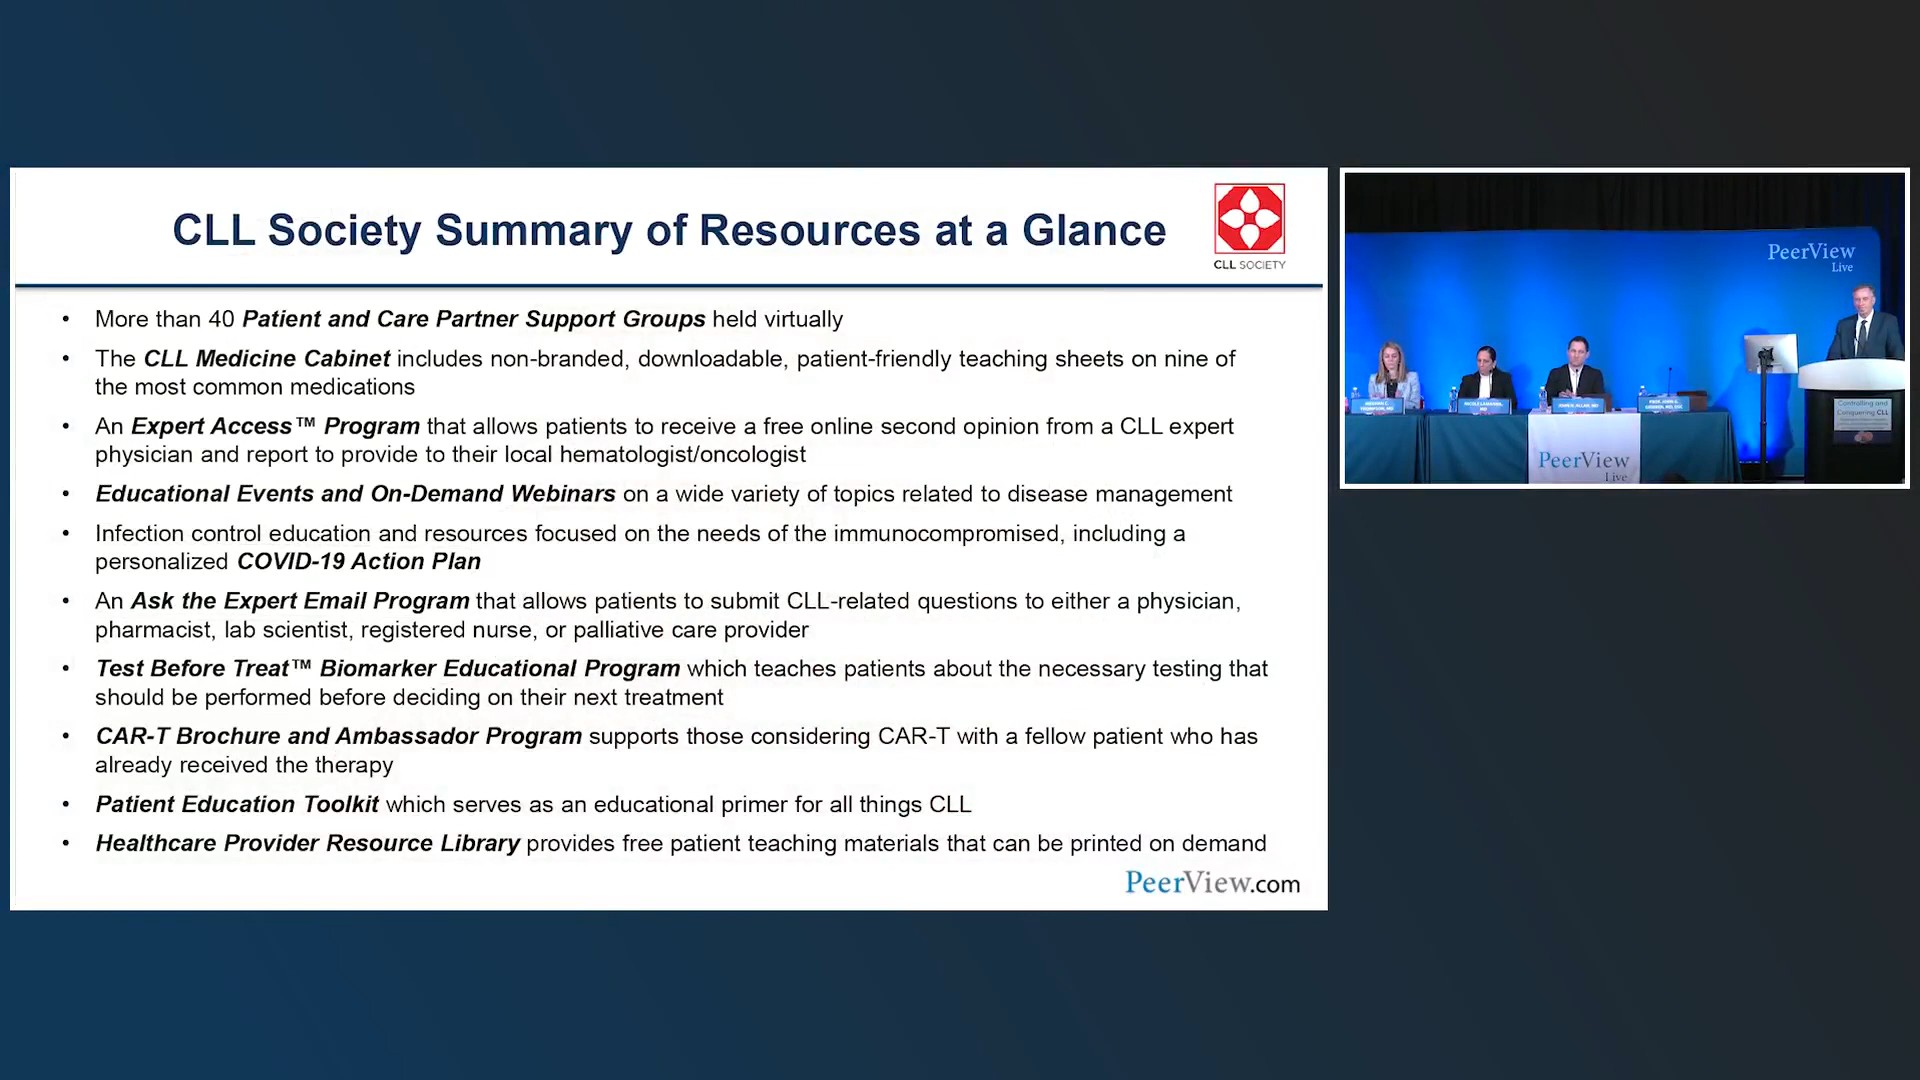 CLL Society Summary of Resources at a Glance
CLL SOCIETY
• More than 40 Patient and Care Partner Support Groups held virtually
• The CLL Medicine Cabinet includes non-branded, downloadable, patient-friendly teaching sheets on nine of
the most common medications
• An Expert Access™ Program that allows patients to receive a free online second opinion from a CLL expert
physician and report to provide to their local hematologist/oncologist
• Educational Events and On-Demand Webinars on a wide variety of topics related to disease management
• Infection control education and resources focused on the needs of the immunocompromised, including a
personalized COVID-19 Action Plan
• An Ask the Expert Email Program that allows patients to submit CLL-related questions to either a physician,
pharmacist, lab scientist, registered nurse, or palliative care provider
• Test Before Treat™ Biomarker Educational Program which teaches patients about the necessary testing that
should be performed before deciding on their next treatment
• CAR-T Brochure and Ambassador Program supports those considering CAR-T with a fellow patient who has
already received the therapy
• Patient Education Toolkit which serves as an educational primer for all things CLL
• Healthcare Provider Resource Library provides free patient teaching materials that can be printed on demand
PeerView.com
PeerView
Live
THOMPSON, MD
MD
JOHN N. ALLAN, MD
Controlling and
Conquering CLL
PeerView
Live